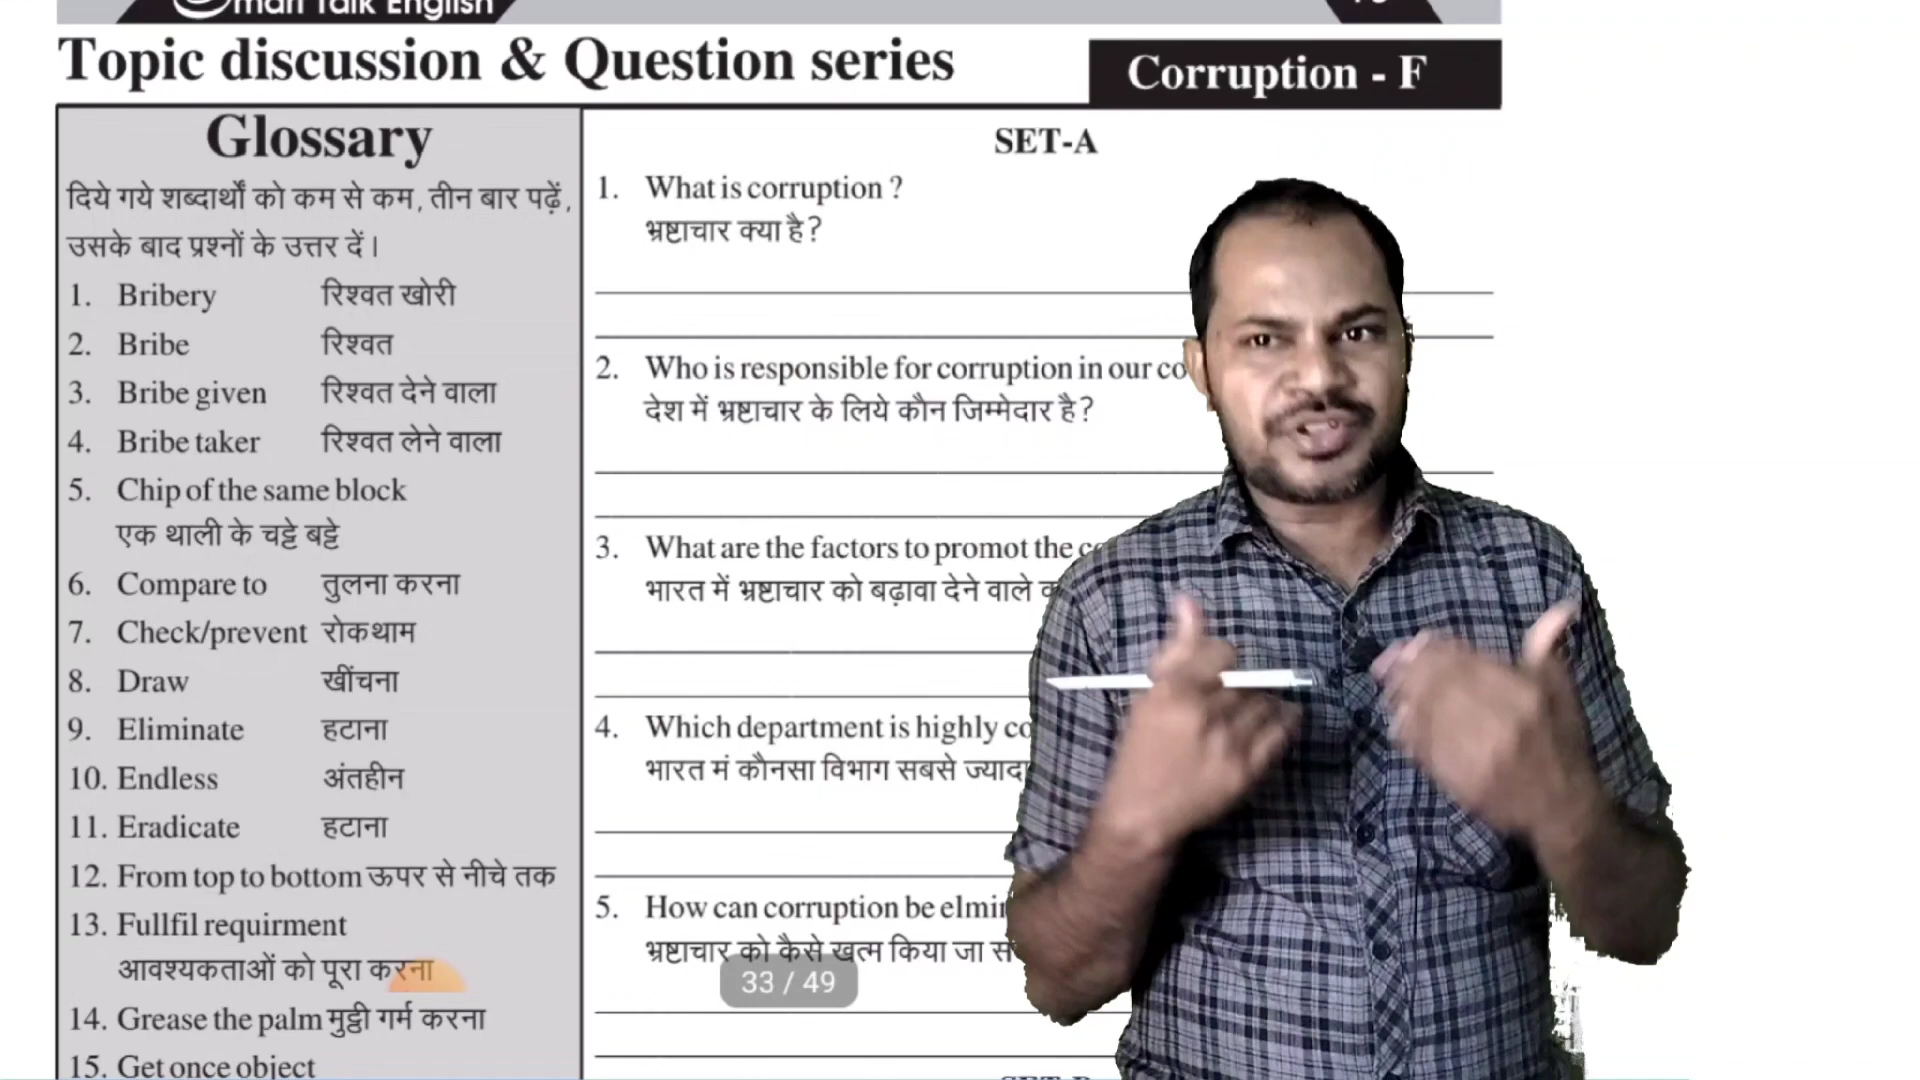 Smart Talk English
Topic discussion & Question series
Corruption - F
Glossary
दिये गये शब्दार्थों को कम से कम, तीन बार पढ़ें,
उसके बाद प्रश्नों के उत्तर दें।
1. Bribery रिश्वत खोरी
2. Bribe रिश्वत
3. Bribe given रिश्वत देने वाला
4. Bribe taker रिश्वत लेने वाला
5. Chip of the same block
एक थाली के चट्टे बट्टे
6. Compare to तुलना करना
7. Check/prevent रोकथाम
8. Draw खींचना
9. Eliminate हटाना
10. Endless अंतहीन
11. Eradicate हटाना
12. From top to bottom ऊपर से नीचे तक
13. Fullfil requirment
आवश्यकताओं को पूरा करना
14. Grease the palm मुट्ठी गर्म करना
15. Get once object
SET-A
1. What is corruption ?
भ्रष्टाचार क्या है?
2. Who is responsible for corruption in our co
देश में भ्रष्टाचार के लिये कौन जिम्मेदार है?
3. What are the factors to promot the
भारत में भ्रष्टाचार को बढ़ावा देने वाले
4. Which department is highly co
भारत मं कौनसा विभाग सबसे ज्यादा
5. How can corruption be elmin
भ्रष्टाचार को कैसे खत्म किया जा स
33 / 49